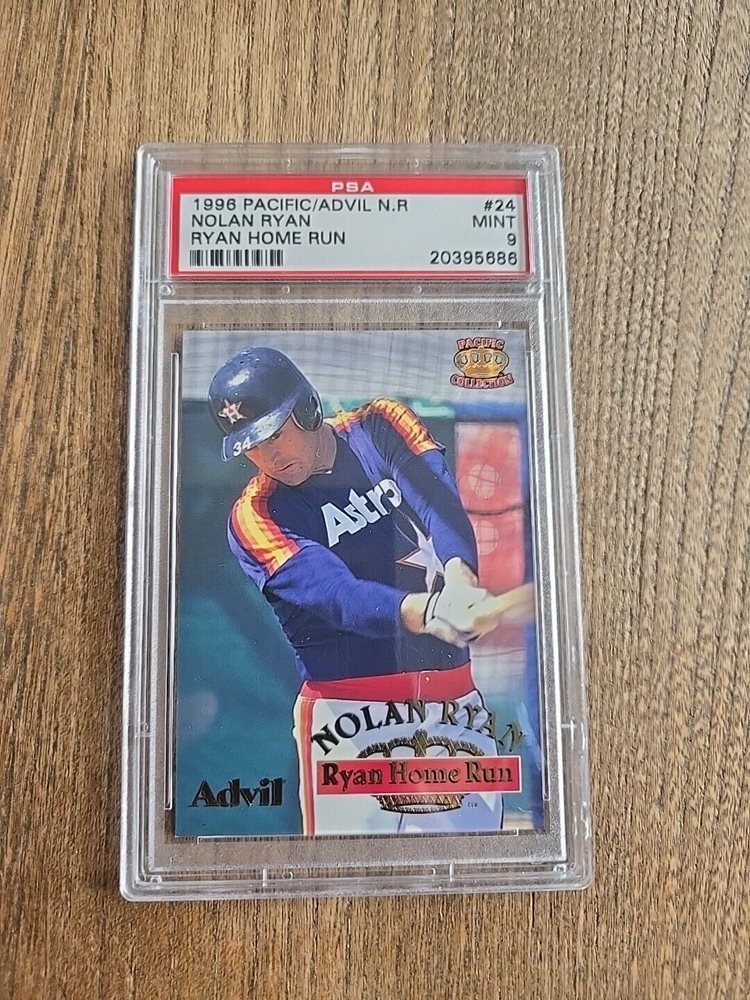 PSA
1996 PACIFIC/ADVIL N.R #24
NOLAN RYAN MINT
RYAN HOME RUN 9
20395686
PACIFIC
COLLECTION
34
Astro
NOLAN RYAN
Ryan Home Run
Advil